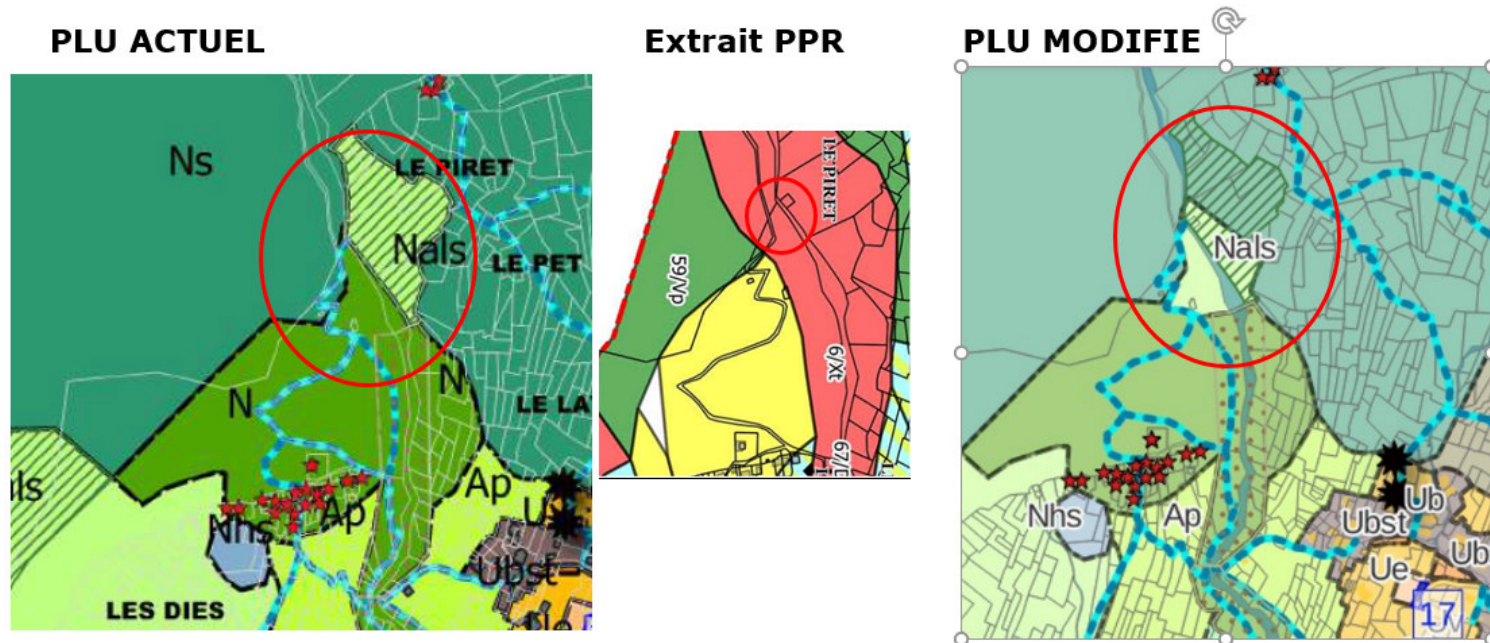 PLU ACTUEL
Extrait PPR
PLU MODIFIE
Ns
LE PIRET
Nals
LE PET
N
N
LE LA
ls
Ap
Ap
Nhs
Ubst
LES DIES
LE PIRET
59/Vp
6/Xt
Nals
Nhs
Ap
Ubst
Ub
Ub
Ue
17